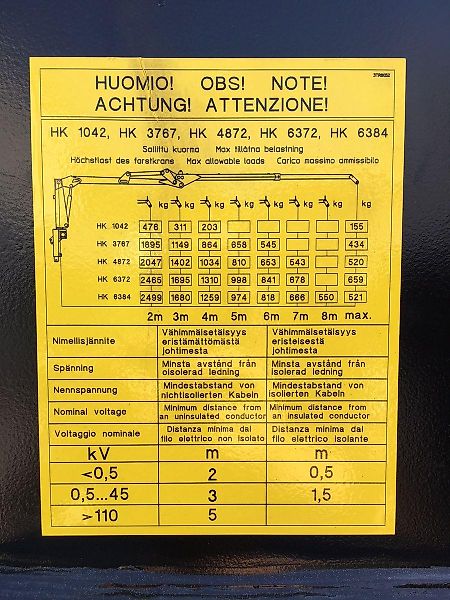 3TR8052
HUOMIO! OBS! NOTE!
ACHTUNG! ATTENZIONE!
HK 1042, HK 3767, HK 4872, HK 6372, HK 6384
Sallittu kuorma Max tillåtna belastning
Höchstlast des forstkrans Max allowable loads Carico massimo ammissibilo
kg kg kg kg kg kg kg kg
HK 1042 476 311 203 155
HK 3767 1895 1149 864 658 545 434
HK 4872 2047 1402 1034 810 653 543 520
HK 6372 2465 1695 1310 998 841 678 659
HK 6384 2499 1680 1259 974 818 666 550 521
2m 3m 4m 5m 6m 7m 8m max.
Nimellisjännite Vähimmäisetäisyys eristämättömästä johtimesta Vähimmäisetäisyys eristeisestä johtimesta
Spänning Minsta avstånd från oisolerad ledning Minsta avstånd från isolerad ledning
Nennspannung Mindestabstand von nichtisolierten Kabeln Mindestabstand von isolierten Kabeln
Nominal voltage Minimum distance from an uninsulated conductor Minimum distance from an insulated conductor
Voltaggio nominale Distanza minima dal filo elettrico non isolato Distanza minima dal filo elettrico isolante
kV m m
<0,5 2 0,5
0,5...45 3 1,5
>110 5